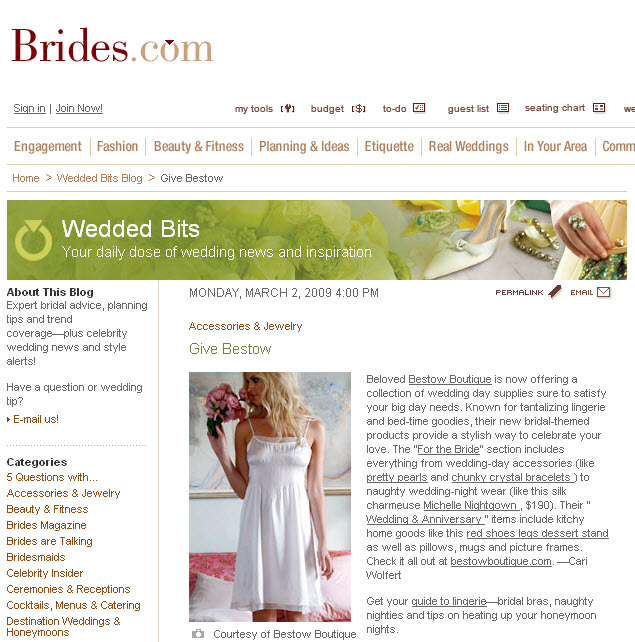 Brides.com
Sign in | Join Now!
my tools
budget
to-do
guest list
seating chart
we
Engagement
Fashion
Beauty & Fitness
Planning & Ideas
Etiquette
Real Weddings
In Your Area
Comm
Home > Wedded Bits Blog > Give Bestow
Wedded Bits
Your daily dose of wedding news and inspiration
About This Blog
Expert bridal advice, planning
tips and trend
coverage—plus celebrity
wedding news and style
alerts!
Have a question or wedding
tip?
E-mail us!
Categories
5 Questions with...
Accessories & Jewelry
Beauty & Fitness
Brides Magazine
Brides are Talking
Bridesmaids
Celebrity Insider
Ceremonies & Receptions
Cocktails, Menus & Catering
Destination Weddings &
Honeymoons
MONDAY, MARCH 2, 2009 4:00 PM
PERMALINK
EMAIL
Accessories & Jewelry
Give Bestow
Beloved Bestow Boutique is now offering a
collection of wedding day supplies sure to satisfy
your big day needs. Known for tantalizing lingerie
and bed-time goodies, their new bridal-themed
products provide a stylish way to celebrate your
love. The "For the Bride" section includes
everything from wedding-day accessories (like
pretty pearls and chunky crystal bracelets ) to
naughty wedding-night wear (like this silk
charmeuse Michelle Nightgown , $190). Their "
Wedding & Anniversary " items include kitchy
home goods like this red shoes legs dessert stand
as well as pillows, mugs and picture frames.
Check it all out at bestowboutique.com. —Cari
Wolfert
Get your guide to lingerie—bridal bras, naughty
nighties and tips on heating up your honeymoon
nights.
Courtesy of Bestow Boutique